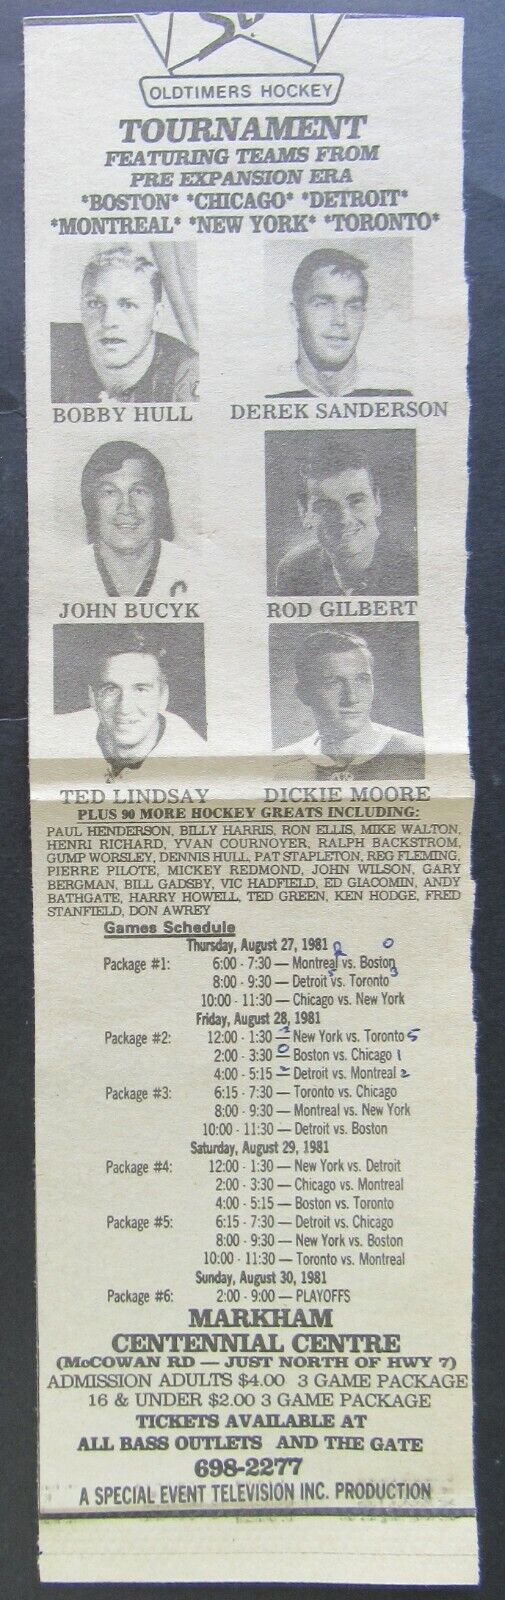 OLDTIMERS HOCKEY
TOURNAMENT
FEATURING TEAMS FROM
PRE EXPANSION ERA
*BOSTON* *CHICAGO* *DETROIT*
*MONTREAL* *NEW YORK* *TORONTO*
BOBBY HULL DEREK SANDERSON
JOHN BUCYK ROD GILBERT
TED LINDSAY DICKIE MOORE
PLUS 90 MORE HOCKEY GREATS INCLUDING:
PAUL HENDERSON, BILLY HARRIS, RON ELLIS, MIKE WALTON,
HENRI RICHARD, YVAN COURNOYER, RALPH BACKSTROM,
GUMP WORSLEY, DENNIS HULL, PAT STAPLETON, REG FLEMING,
PIERRE PILOTE, MICKEY REDMOND, JOHN WILSON, GARY
BERGMAN, BILL GADSBY, VIC HADFIELD, ED GIACOMIN, ANDY
BATHGATE, HARRY HOWELL, TED GREEN, KEN HODGE, FRED
STANFIELD, DON AWREY
Games Schedule
Thursday, August 27, 1981
Package #1: 6:00 - 7:30 — Montreal vs. Boston 0
8:00 - 9:30 — Detroit 5 vs. Toronto 3
10:00 - 11:30 — Chicago vs. New York
Friday, August 28, 1981
Package #2: 12:00 - 1:30 — New York vs. Toronto 5
2:00 - 3:30 0 — Boston vs. Chicago 1
4:00 - 5:15 2 — Detroit vs. Montreal 2
Package #3: 6:15 - 7:30 — Toronto vs. Chicago
8:00 - 9:30 — Montreal vs. New York
10:00 - 11:30 — Detroit vs. Boston
Saturday, August 29, 1981
Package #4: 12:00 - 1:30 — New York vs. Detroit
2:00 - 3:30 — Chicago vs. Montreal
4:00 - 5:15 — Boston vs. Toronto
Package #5: 6:15 - 7:30 — Detroit vs. Chicago
8:00 - 9:30 — New York vs. Boston
10:00 - 11:30 — Toronto vs. Montreal
Sunday, August 30, 1981
Package #6: 2:00 - 9:00 — PLAYOFFS
MARKHAM
CENTENNIAL CENTRE
(McCOWAN RD — JUST NORTH OF HWY 7)
ADMISSION ADULTS $4.00 3 GAME PACKAGE
16 & UNDER $2.00 3 GAME PACKAGE
TICKETS AVAILABLE AT
ALL BASS OUTLETS AND THE GATE
698-2277
A SPECIAL EVENT TELEVISION INC. PRODUCTION